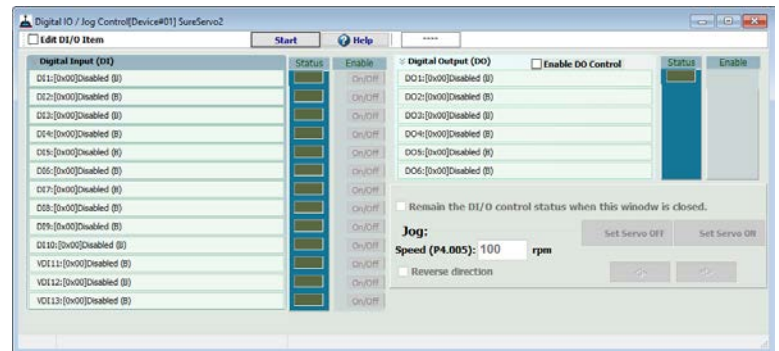 Digital IO / Jog Control[Device#01] SureServo2
Edit DI/O Item
Start
Help
----
Digital Input (DI)
Status
Enable
DI1:[0x00]Disabled (B)
On/Off
DI2:[0x00]Disabled (B)
On/Off
DI3:[0x00]Disabled (B)
On/Off
DI4:[0x00]Disabled (B)
On/Off
DI5:[0x00]Disabled (B)
On/Off
DI6:[0x00]Disabled (B)
On/Off
DI7:[0x00]Disabled (B)
On/Off
DI8:[0x00]Disabled (B)
On/Off
DI9:[0x00]Disabled (B)
On/Off
DI10:[0x00]Disabled (B)
On/Off
VDI11:[0x00]Disabled (B)
On/Off
VDI12:[0x00]Disabled (B)
On/Off
VDI13:[0x00]Disabled (B)
On/Off
Digital Output (DO)
Enable DO Control
Status
Enable
DO1:[0x00]Disabled (B)
DO2:[0x00]Disabled (B)
DO3:[0x00]Disabled (B)
DO4:[0x00]Disabled (B)
DO5:[0x00]Disabled (B)
DO6:[0x00]Disabled (B)
Remain the DI/O control status when this winodw is closed.
Jog:
Set Servo OFF
Set Servo ON
Speed (P4.005):
100
rpm
Reverse direction